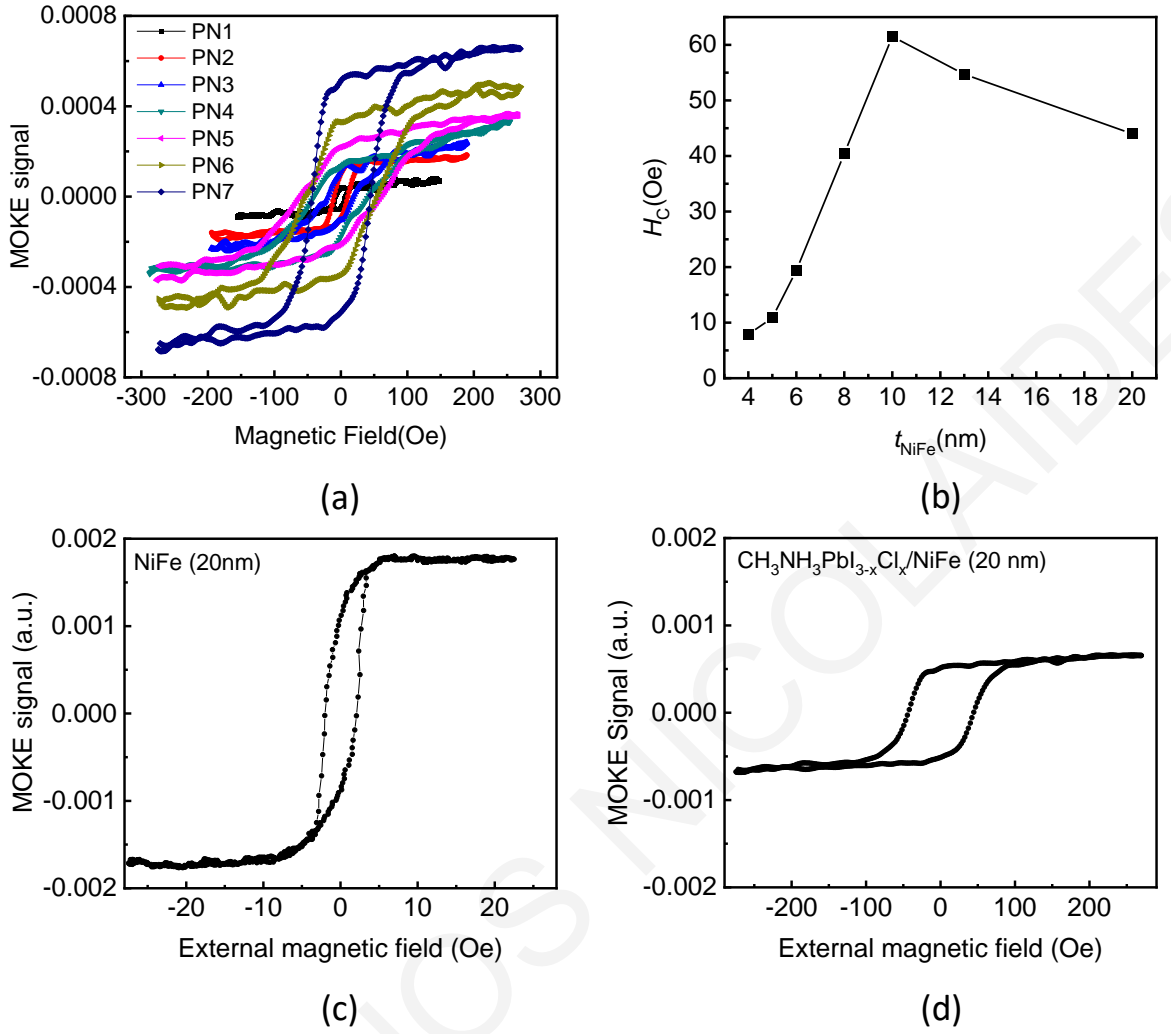 0.0008
0.0004
0.0000
-0.0004
-0.0008
MOKE signal
PN1
PN2
PN3
PN4
PN5
PN6
PN7
-300 -200 -100 0 100 200 300
Magnetic Field(Oe)
(a)
60
50
40
30
20
10
0
H_C(Oe)
4 6 8 10 12 14 16 18 20
t_NiFe(nm)
(b)
0.002
0.001
0.000
-0.001
-0.002
MOKE Signal (a.u.)
NiFe (20nm)
-20 -10 0 10 20
External magnetic field (Oe)
(c)
0.002
0.001
0.000
-0.001
-0.002
MOKE Signal (a.u.)
CH₃NH₃PbI₃₋ₓClₓ/NiFe (20 nm)
-200 -100 0 100 200
External magnetic field (Oe)
(d)
OS NICOLAIDES